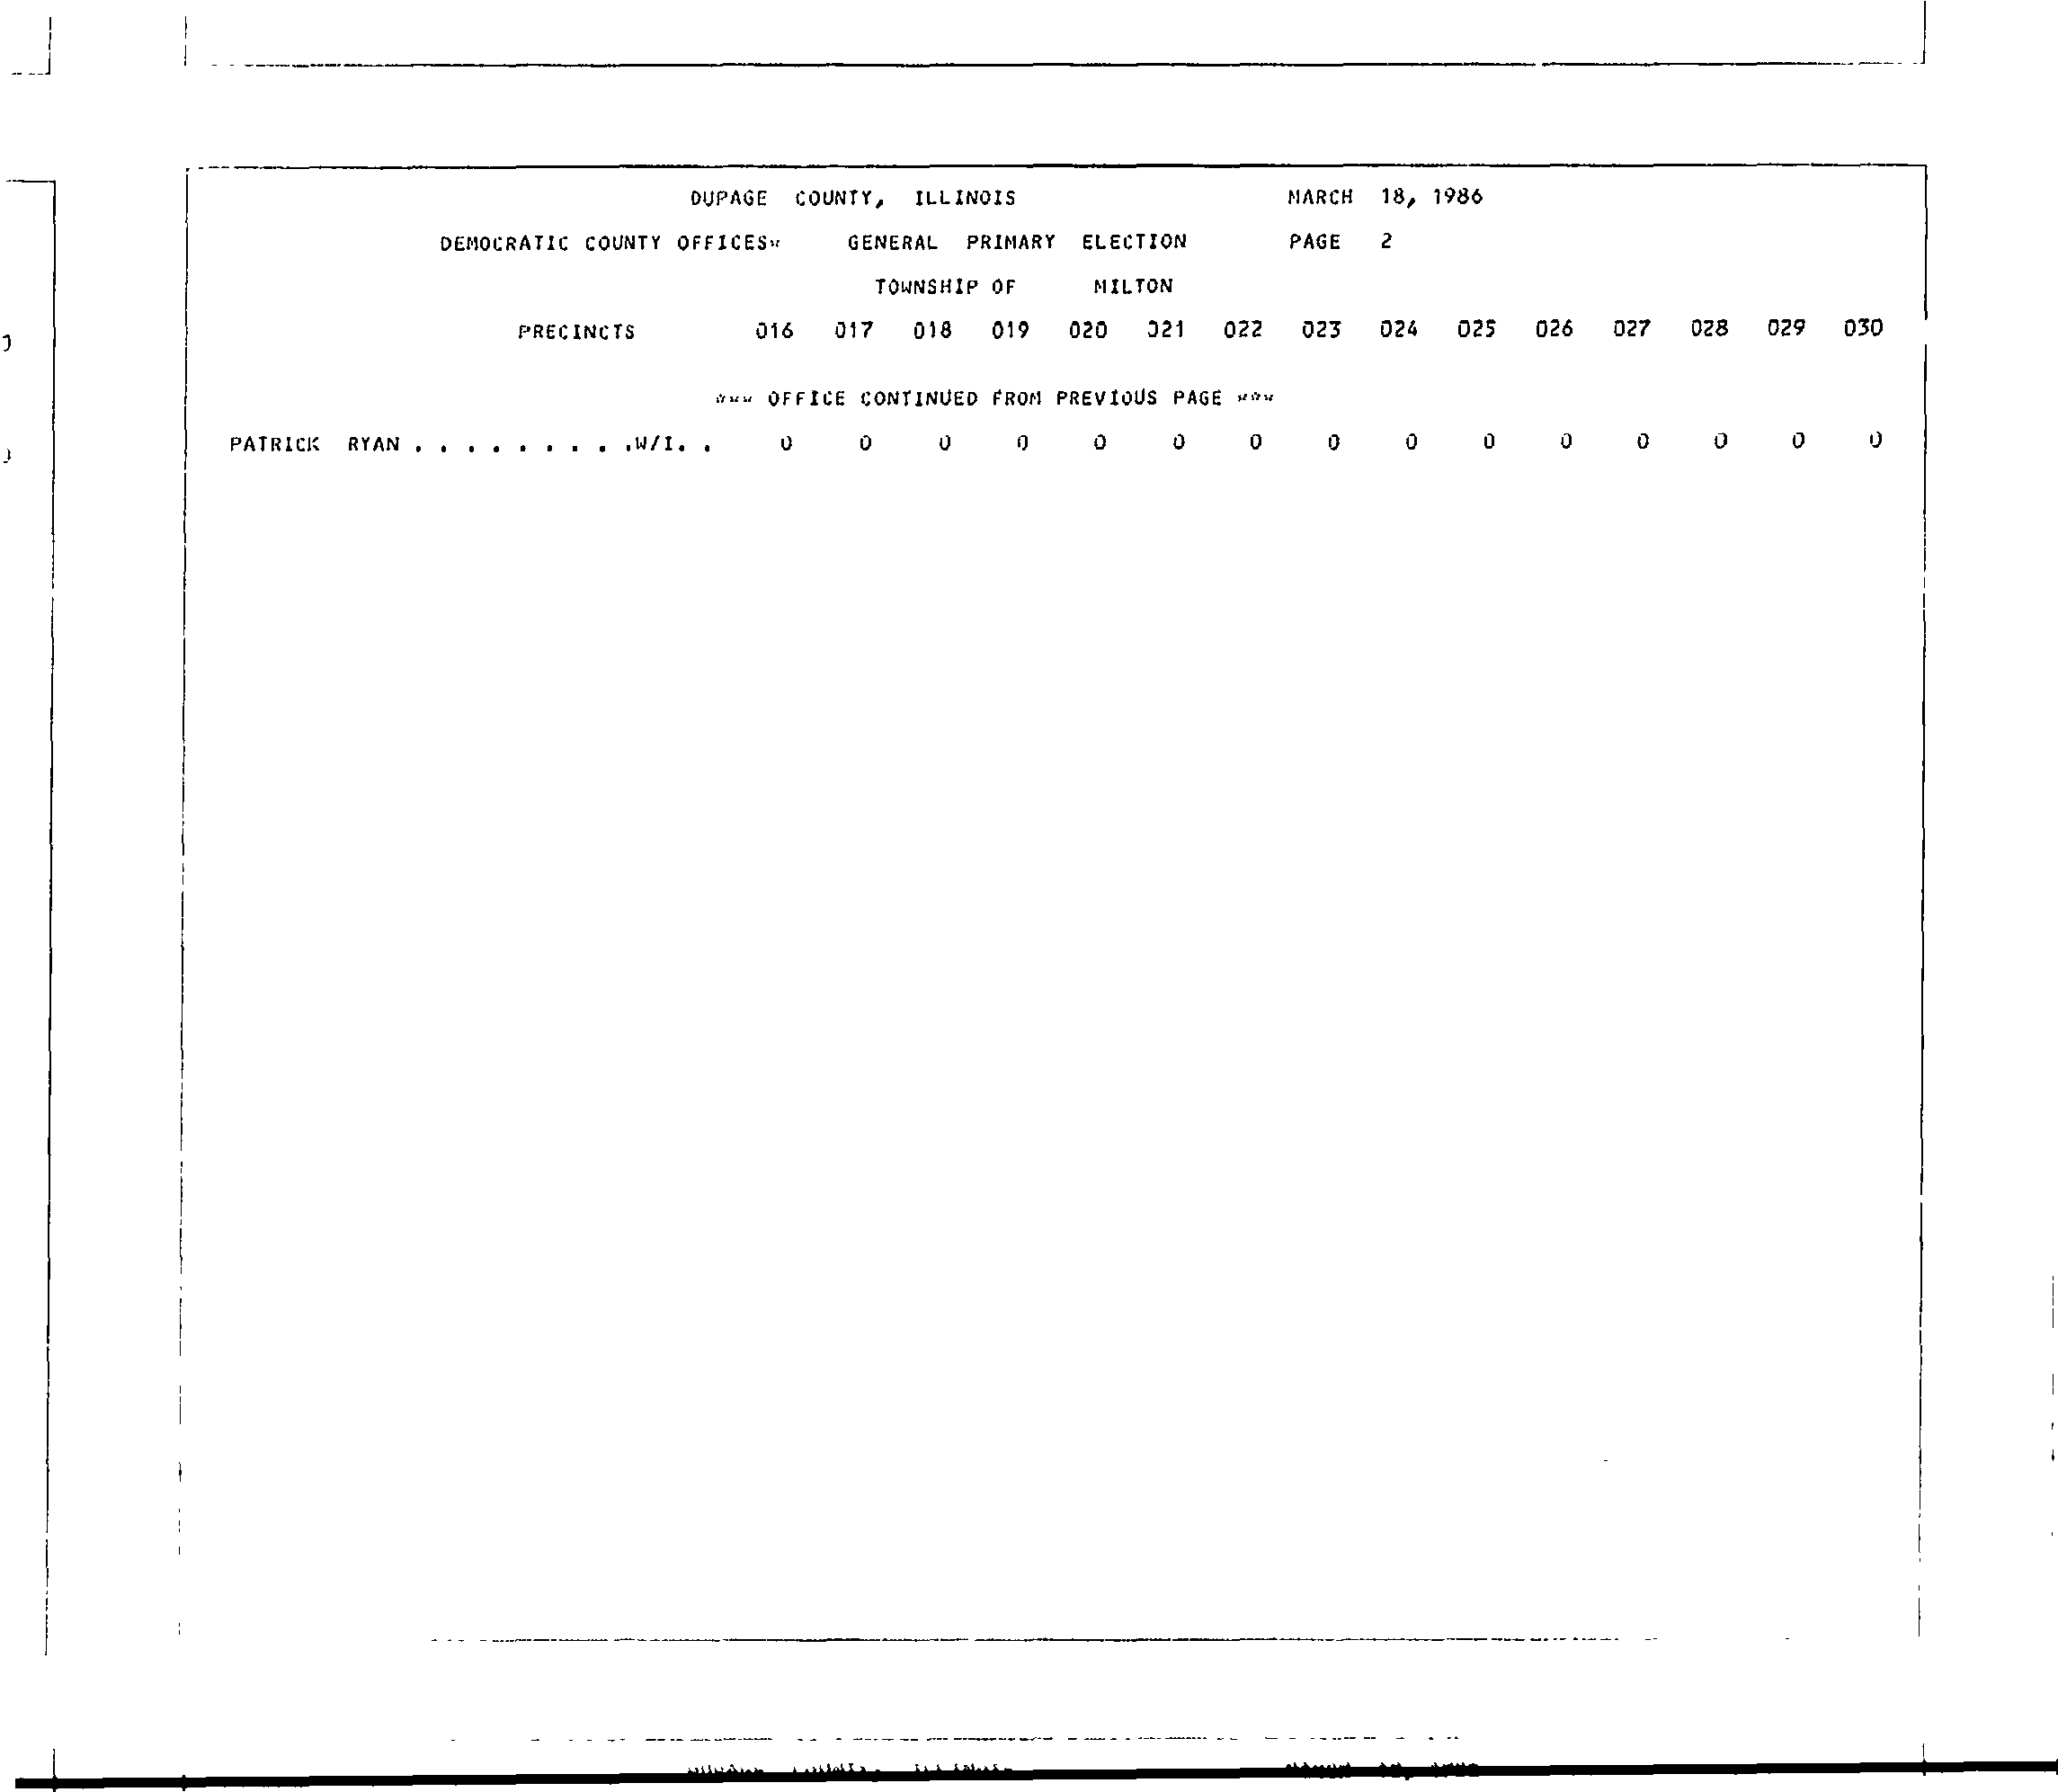 DUPAGE COUNTY, ILLINOIS MARCH 18, 1986
DEMOCRATIC COUNTY OFFICES* GENERAL PRIMARY ELECTION PAGE 2
TOWNSHIP OF MILTON
PRECINCTS 016 017 018 019 020 021 022 023 024 025 026 027 028 029 030
*** OFFICE CONTINUED FROM PREVIOUS PAGE ***
PATRICK RYAN . . . . . . . . .W/I. . 0 0 0 0 0 0 0 0 0 0 0 0 0 0 0